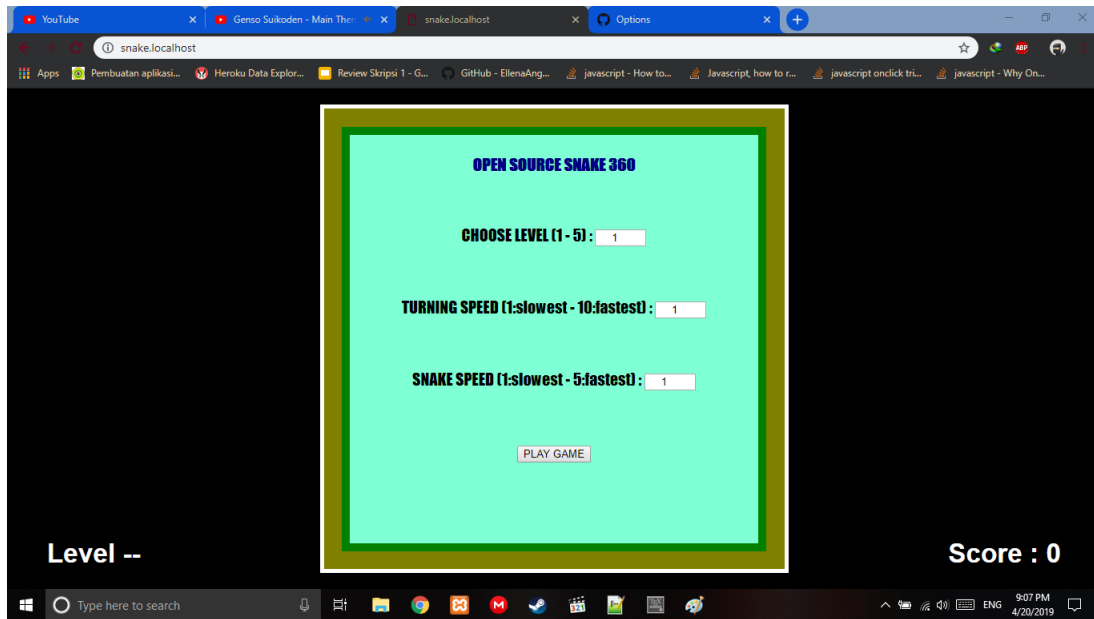 YouTube
Genso Suikoden - Main Ther
snake.localhost
Options
snake.localhost
ABP
Apps
Pembuatan aplikasi...
Heroku Data Explor...
Review Skripsi 1 - G...
GitHub - EllenaAng...
javascript - How to...
Javascript, how to r...
javascript onclick tri...
javascript - Why On...
OPEN SOURCE SNAKE 360
CHOOSE LEVEL (1 - 5) : 1
TURNING SPEED (1:slowest - 10:fastest) : 1
SNAKE SPEED (1:slowest - 5:fastest) : 1
PLAY GAME
Level --
Score : 0
Type here to search
ENG
9:07 PM
4/20/2019